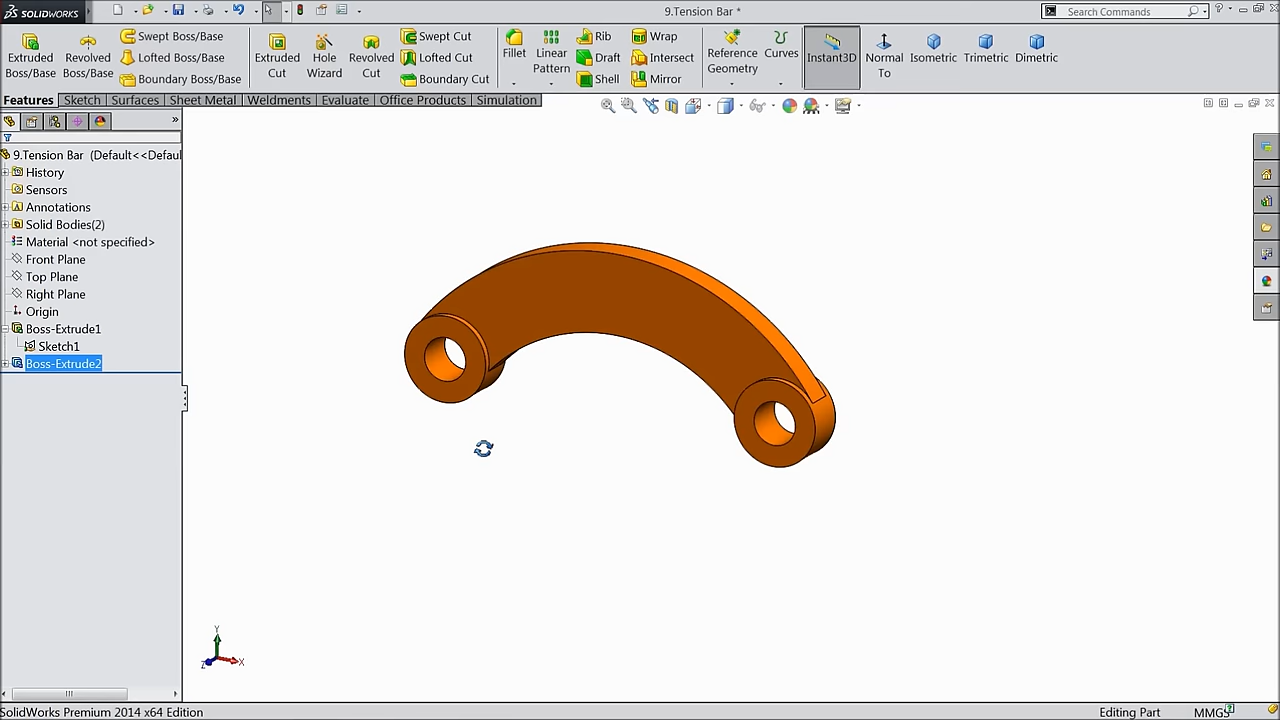 SOLIDWORKS
9.Tension Bar *
Search Commands
Extruded Boss/Base
Revolved Boss/Base
Swept Boss/Base
Lofted Boss/Base
Boundary Boss/Base
Extruded Cut
Hole Wizard
Revolved Cut
Swept Cut
Lofted Cut
Boundary Cut
Fillet
Linear Pattern
Rib
Draft
Shell
Wrap
Intersect
Mirror
Reference Geometry
Curves
Instant3D
Normal To
Isometric
Trimetric
Dimetric
Features
Sketch
Surfaces
Sheet Metal
Weldments
Evaluate
Office Products
Simulation
9.Tension Bar (Default<<Defaul
History
Sensors
Annotations
Solid Bodies(2)
Material <not specified>
Front Plane
Top Plane
Right Plane
Origin
Boss-Extrude1
Sketch1
Boss-Extrude2
Y
Z
X
SolidWorks Premium 2014 x64 Edition
Editing Part
MMGS